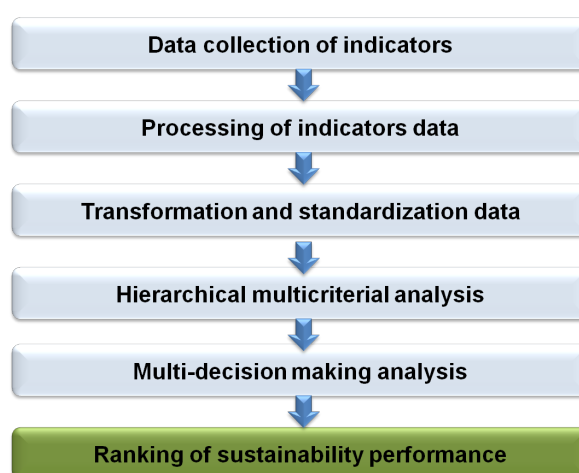 Data collection of indicators
Processing of indicators data
Transformation and standardization data
Hierarchical multicriterial analysis
Multi-decision making analysis
Ranking of sustainability performance